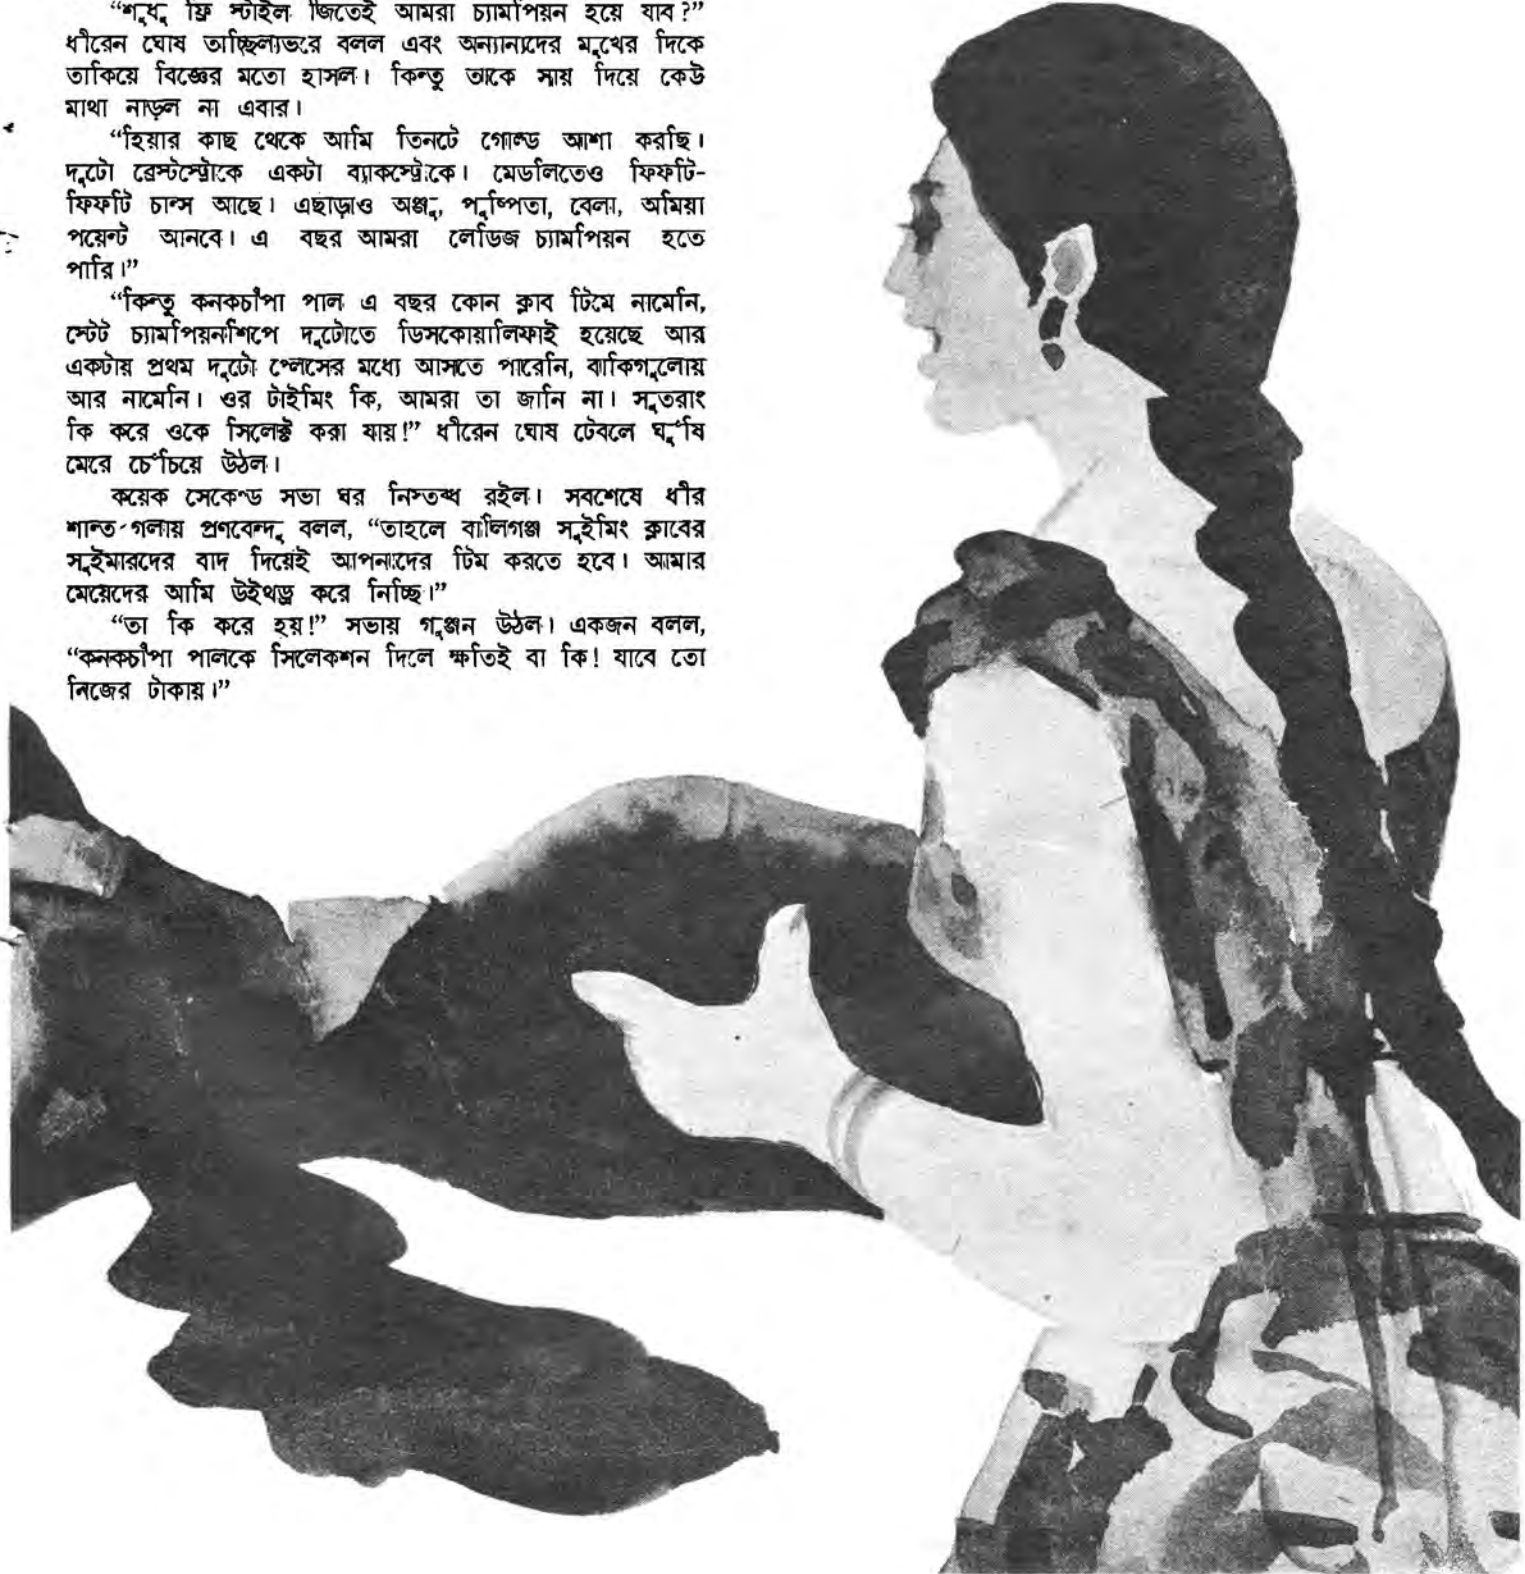 “শুধু ফ্রি স্টাইল জিতেই আমরা চ্যামপিয়ন হয়ে যাব?”
ধীরেন ঘোষ তাচ্ছিল্যভরে বলল এবং অন্যান্যদের মুখের দিকে
তাকিয়ে বিজ্ঞের মতো হাসল। কিন্তু তাকে সায় দিয়ে কেউ
মাথা নাড়ল না এবার।
“হিয়ার কাছ থেকে আমি তিনটে গোল্ড আশা করছি।
দুটো ব্রেস্টস্ট্রোকে একটা ব্যাকস্ট্রোকে। মেডলিতেও ফিফটি-
ফিফটি চান্স আছে। এছাড়াও অঞ্জু, পুষ্পিতা, বেলা, অমিয়া
পয়েন্ট আনবে। এ বছর আমরা লেডিজ চ্যামপিয়ন হতে
পারি।”
“কিন্তু কনকচাঁপা পাল এ বছর কোন ক্লাব টিমে নামেনি,
স্টেট চ্যামপিয়নশিপে দুটোতে ডিসকোয়ালিফাই হয়েছে আর
একটায় প্রথম দুটো প্লেসের মধ্যে আসতে পারেনি, বাকিগুলোয়
আর নামেনি। ওর টাইমিং কি, আমরা তা জানি না। সুতরাং
কি করে ওকে সিলেক্ট করা যায়!” ধীরেন ঘোষ টেবলে ঘুঁষি
মেরে চেঁচিয়ে উঠল।
কয়েক সেকেন্ড সভা ঘর নিস্তব্ধ রইল। সবশেষে ধীর
শান্ত গলায় প্রণবেন্দু বলল, “তাহলে বালিগঞ্জ সুইমিং ক্লাবের
সুইমারদের বাদ দিয়েই আপনাদের টিম করতে হবে। আমার
মেয়েদের আমি উইথড্র করে নিচ্ছি।”
“তা কি করে হয়!” সভায় গুঞ্জন উঠল। একজন বলল,
“কনকচাঁপা পালকে সিলেকশন দিলে ক্ষতিই বা কি! যাবে তো
নিজের টাকায়।”